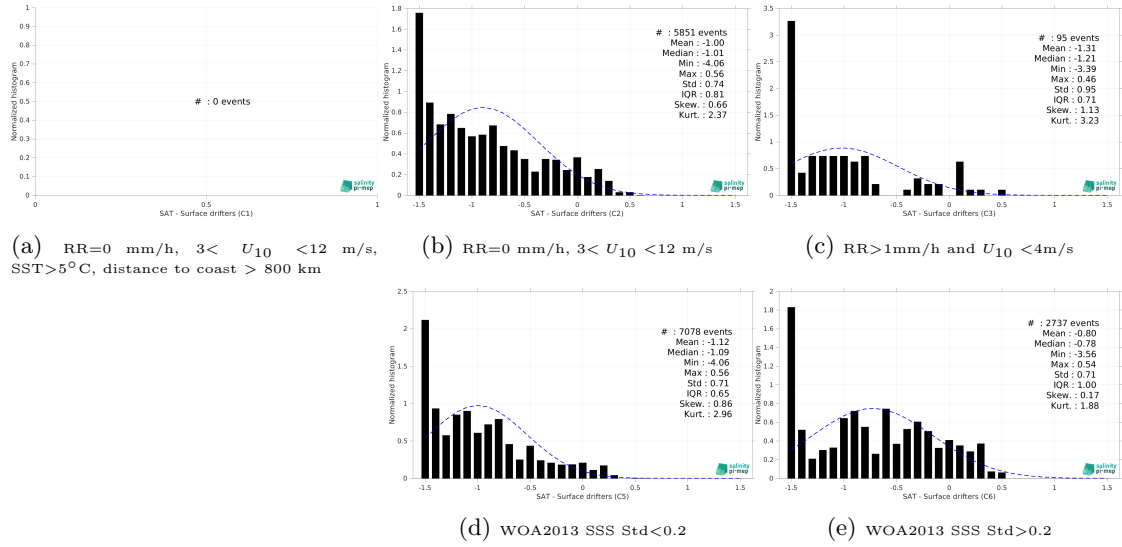 1
0.9
0.8
0.7
0.6
0.5
0.4
0.3
0.2
0.1
0
Normalized histogram
# : 0 events
salinity
pi-mep
0
0.5
1
SAT - Surface drifters (C1)
(a) RR=0 mm/h, 3< U10 <12 m/s,
SST>5°C, distance to coast > 800 km
1.8
1.6
1.4
1.2
1
0.8
0.6
0.4
0.2
0
Normalized histogram
# : 5851 events
Mean : -1.00
Median : -1.01
Min : -4.06
Max : 0.56
Std : 0.74
IQR : 0.81
Skew. : 0.66
Kurt. : 2.37
salinity
pi-mep
-1.5
-1
-0.5
0
0.5
1
1.5
SAT - Surface drifters (C2)
(b) RR=0 mm/h, 3< U10 <12 m/s
3.5
3
2.5
2
1.5
1
0.5
0
Normalized histogram
# : 95 events
Mean : -1.31
Median : -1.21
Min : -3.39
Max : 0.46
Std : 0.95
IQR : 0.71
Skew. : 1.13
Kurt. : 3.23
salinity
pi-mep
-1.5
-1
-0.5
0
0.5
1
1.5
SAT - Surface drifters (C3)
(c) RR>1mm/h and U10 <4m/s
2.5
2
1.5
1
0.5
0
Normalized histogram
# : 7078 events
Mean : -1.12
Median : -1.09
Min : -4.06
Max : 0.56
Std : 0.71
IQR : 0.65
Skew. : 0.86
Kurt. : 2.96
salinity
pi-mep
-1.5
-1
-0.5
0
0.5
1
1.5
SAT - Surface drifters (C5)
(d) WOA2013 SSS Std<0.2
2
1.8
1.6
1.4
1.2
1
0.8
0.6
0.4
0.2
0
Normalized histogram
# : 2737 events
Mean : -0.80
Median : -0.78
Min : -3.56
Max : 0.54
Std : 0.71
IQR : 1.00
Skew. : 0.17
Kurt. : 1.88
salinity
pi-mep
-1.5
-1
-0.5
0
0.5
1
1.5
SAT - Surface drifters (C6)
(e) WOA2013 SSS Std>0.2